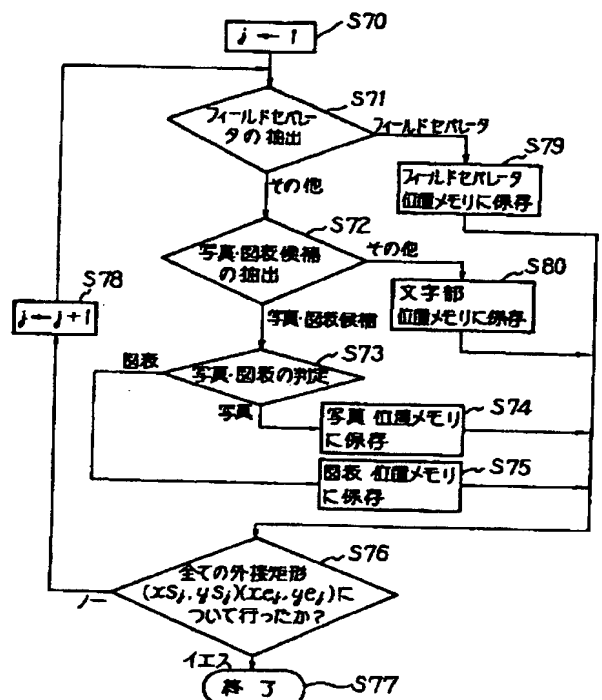 j ← 1
S70
フィールドセパレー
タの抽出
S71
フィールドセパレータ
その他
フィールドセパレータ
位置メモリに保存
S79
写真・図表候補
の抽出
S72
その他
写真・図表候補
文字部
位置メモリに保存
S80
j ← j+1
S78
写真・図表の判定
S73
図表
写真
写真 位置メモリ
に保存
S74
図表 位置メモリ
に保存
S75
全ての外接矩形
(xsj, ysj)(xej, yej)に
ついて行ったか?
S76
ノー
イエス
終了
S77